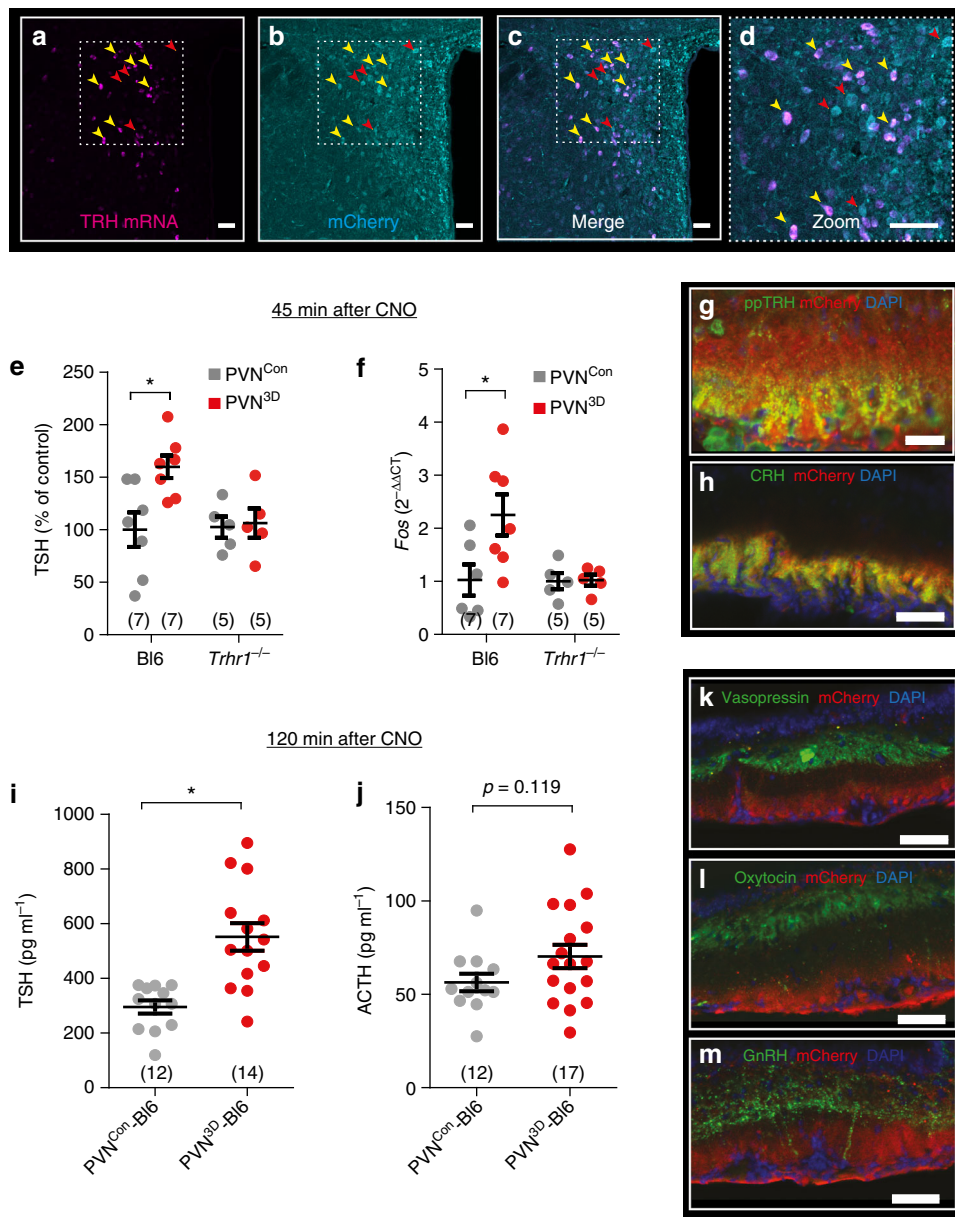 a
b
c
d
TRH mRNA
mCherry
Merge
Zoom
45 min after CNO
e
250
200
150
100
50
0
TSH (% of control)
*
PVN^Con
PVN^3D
(7) (7) (5) (5)
Bl6 Trhr1^–/–
f
5
4
3
2
1
0
Fos (2^–ΔΔCT)
*
PVN^Con
PVN^3D
(7) (7) (5) (5)
Bl6 Trhr1^–/–
g
ppTRH mCherry DAPI
h
CRH mCherry DAPI
120 min after CNO
i
1000
800
600
400
200
0
TSH (pg ml^–1)
*
(12) (14)
PVN^Con-Bl6
PVN^3D-Bl6
j
150
100
50
0
ACTH (pg ml^–1)
p = 0.119
(12) (17)
PVN^Con-Bl6
PVN^3D-Bl6
k
Vasopressin mCherry DAPI
l
Oxytocin mCherry DAPI
m
GnRH mCherry DAPI